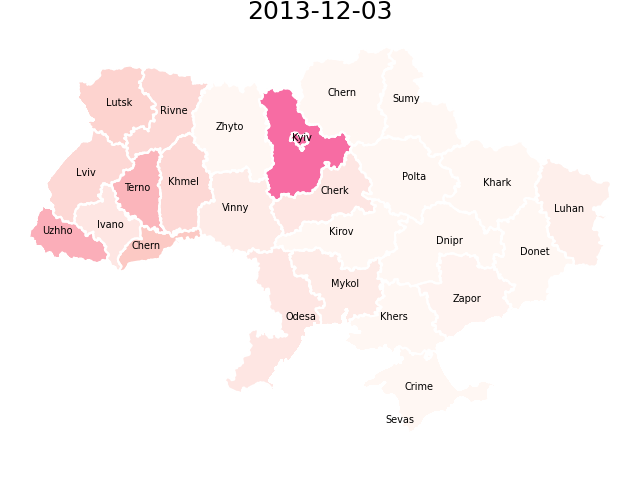 2013-12-03
Chern
Sumy
Lutsk
Rivne
Zhyto
Kyiv
Lviv
Terno
Khmel
Polta
Khark
Cherk
Vinny
Luhan
Uzhho
Ivano
Chern
Kirov
Dnipr
Donet
Mykol
Zapor
Odesa
Khers
Crime
Sevas